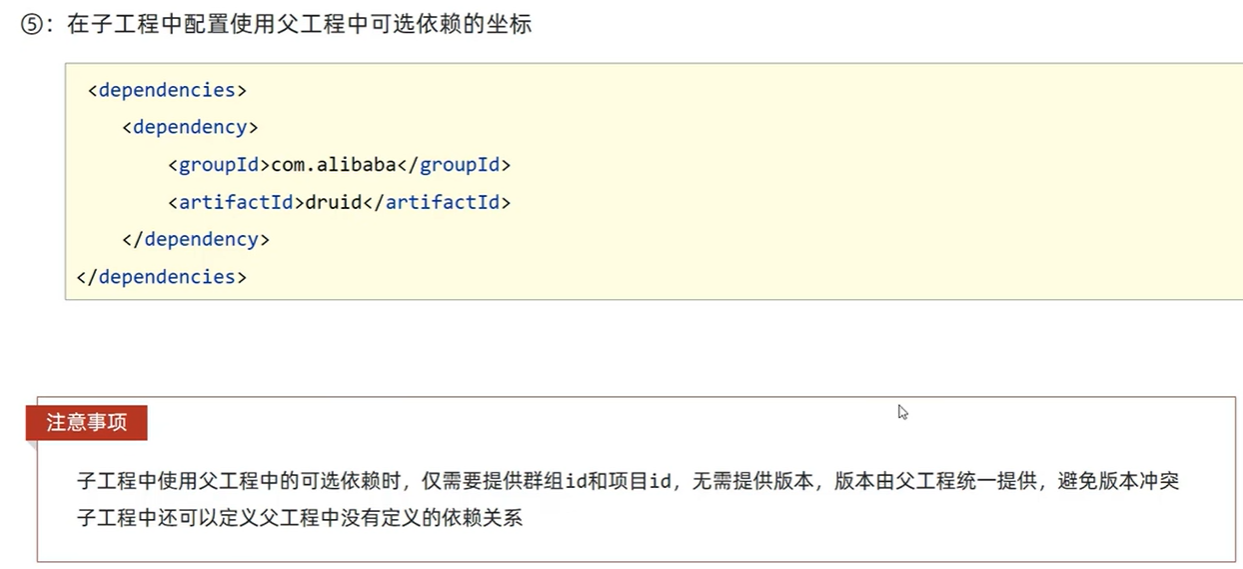 ⑤：在子工程中配置使用父工程中可选依赖的坐标
<dependencies>
<dependency>
<groupId>com.alibaba</groupId>
<artifactId>druid</artifactId>
</dependency>
</dependencies>
注意事项
子工程中使用父工程中的可选依赖时，仅需要提供群组id和项目id，无需提供版本，版本由父工程统一提供，避免版本冲突
子工程中还可以定义父工程中没有定义的依赖关系